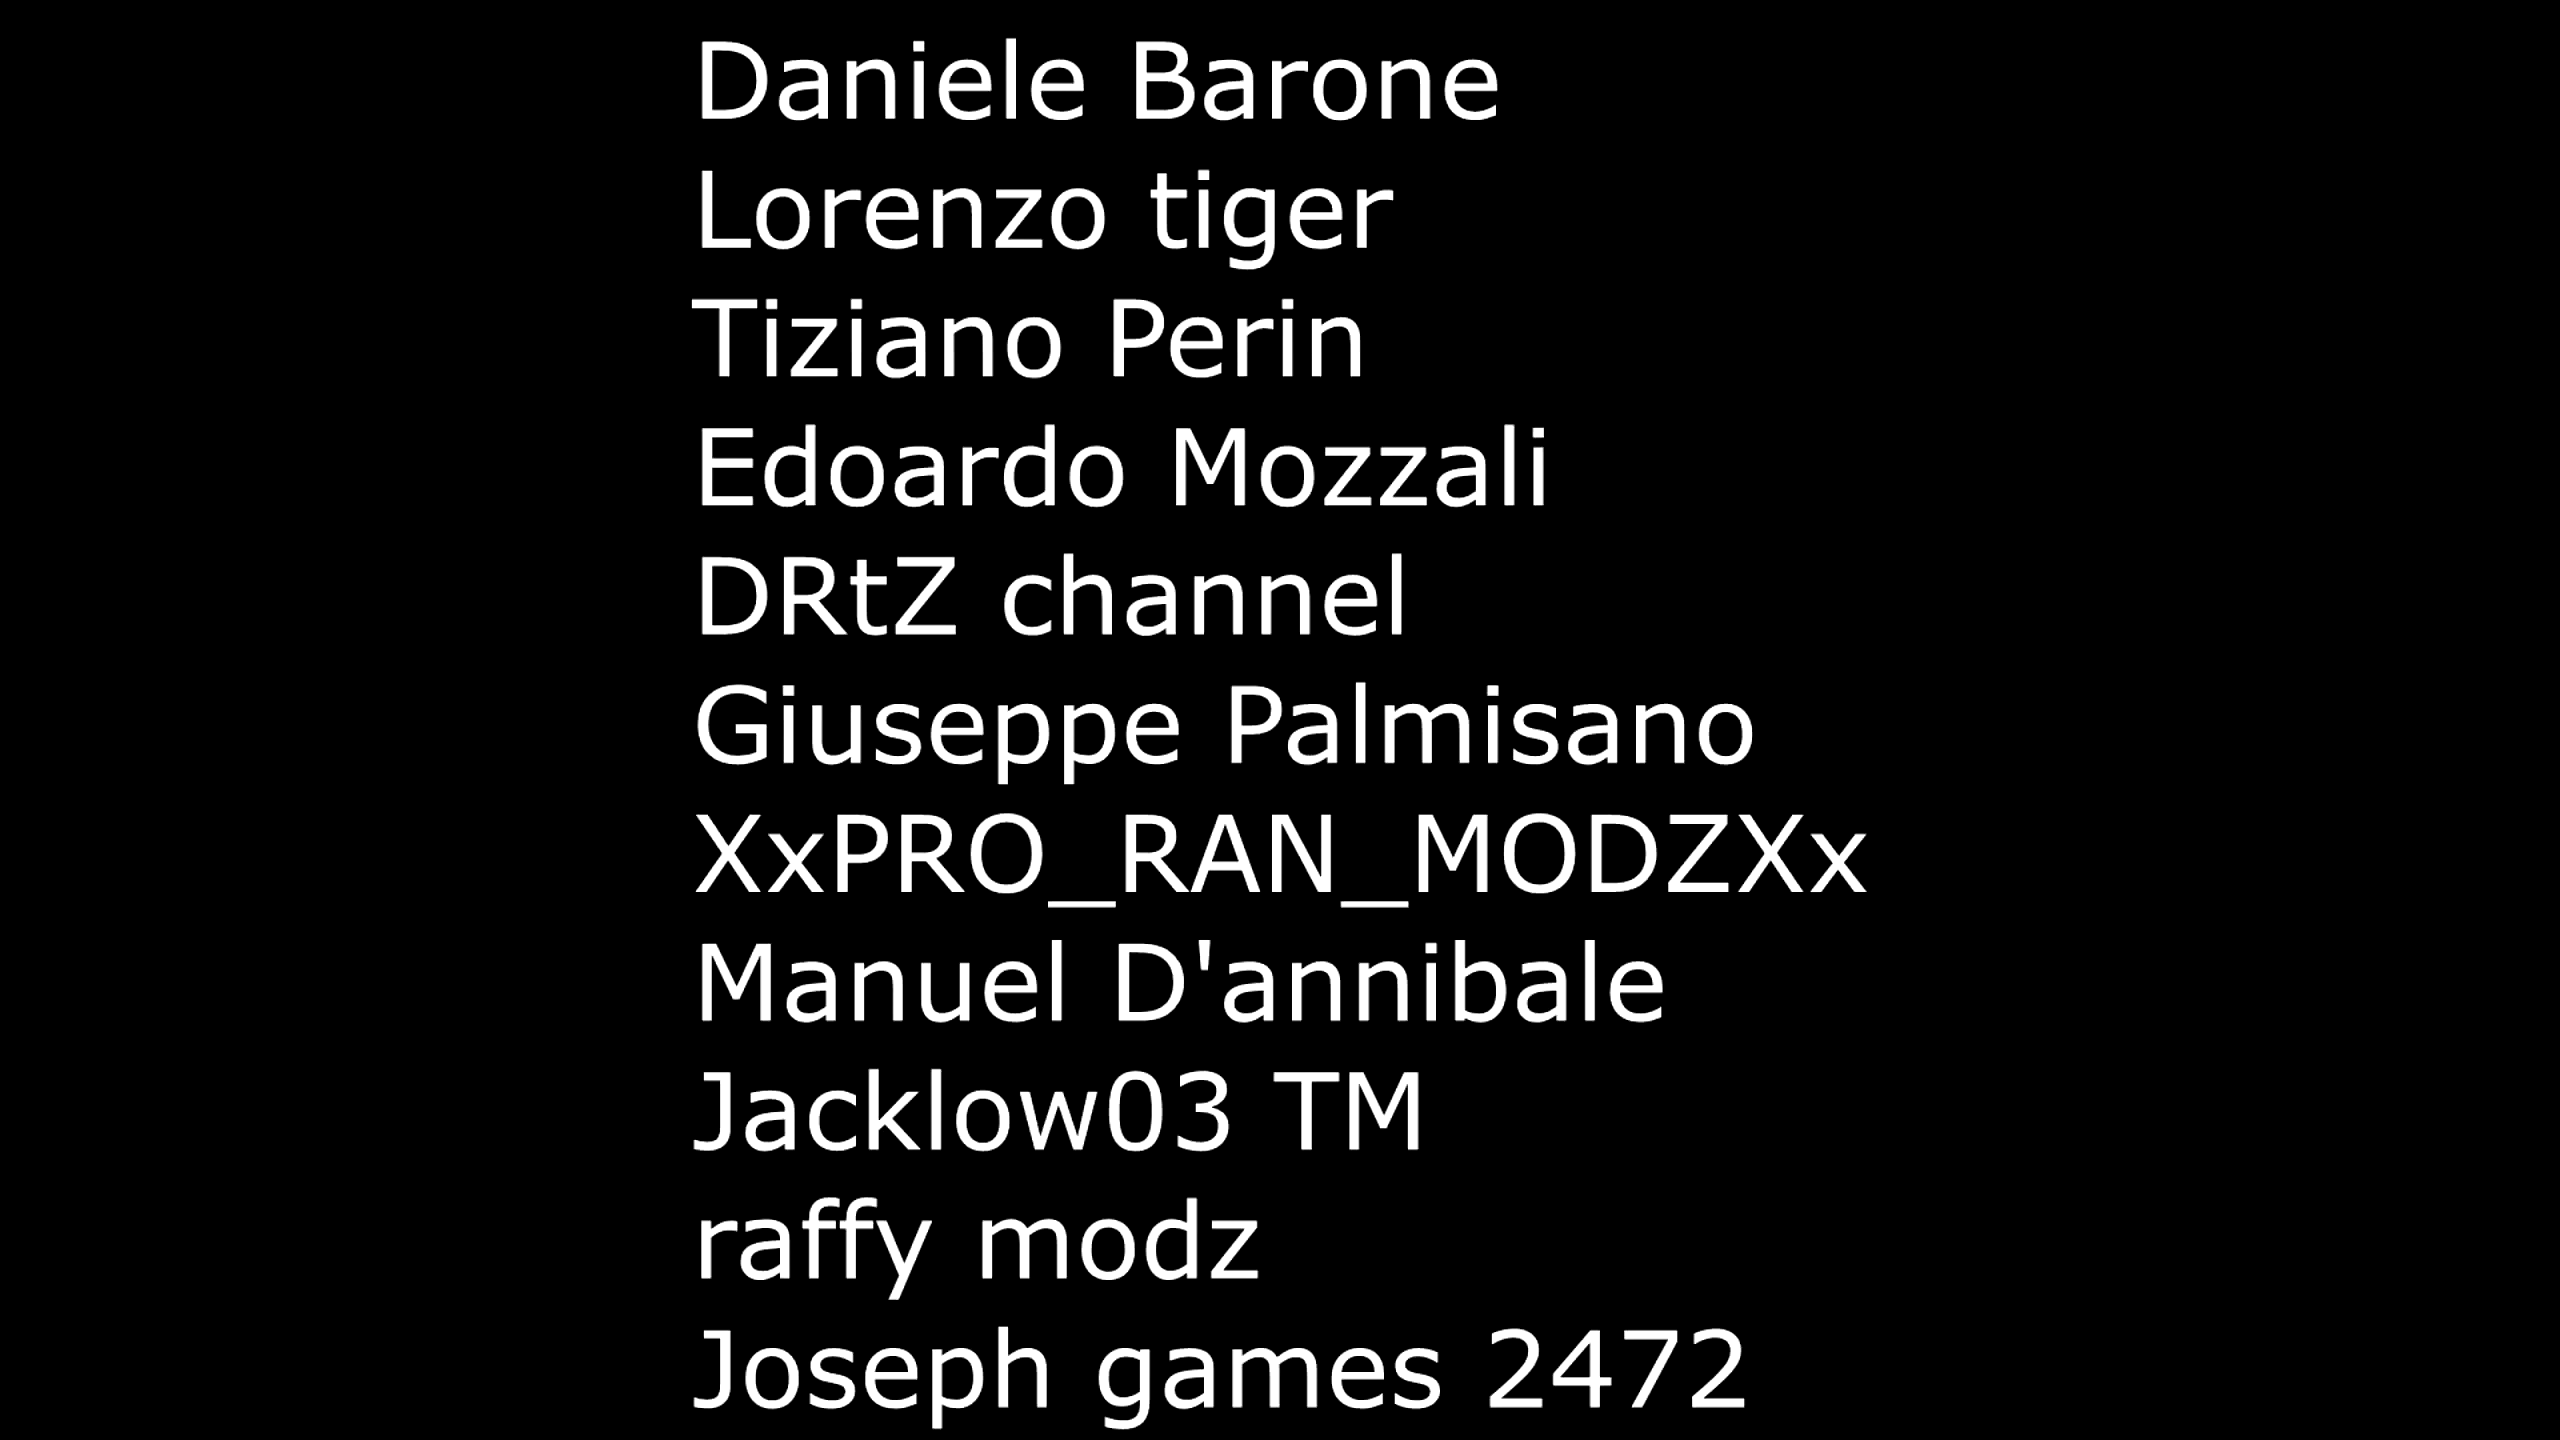 Daniele Barone
Lorenzo tiger
Tiziano Perin
Edoardo Mozzali
DRtZ channel
Giuseppe Palmisano
XxPRO_RAN_MODZXx
Manuel D'annibale
Jacklow03 TM
raffy modz
Joseph games 2472